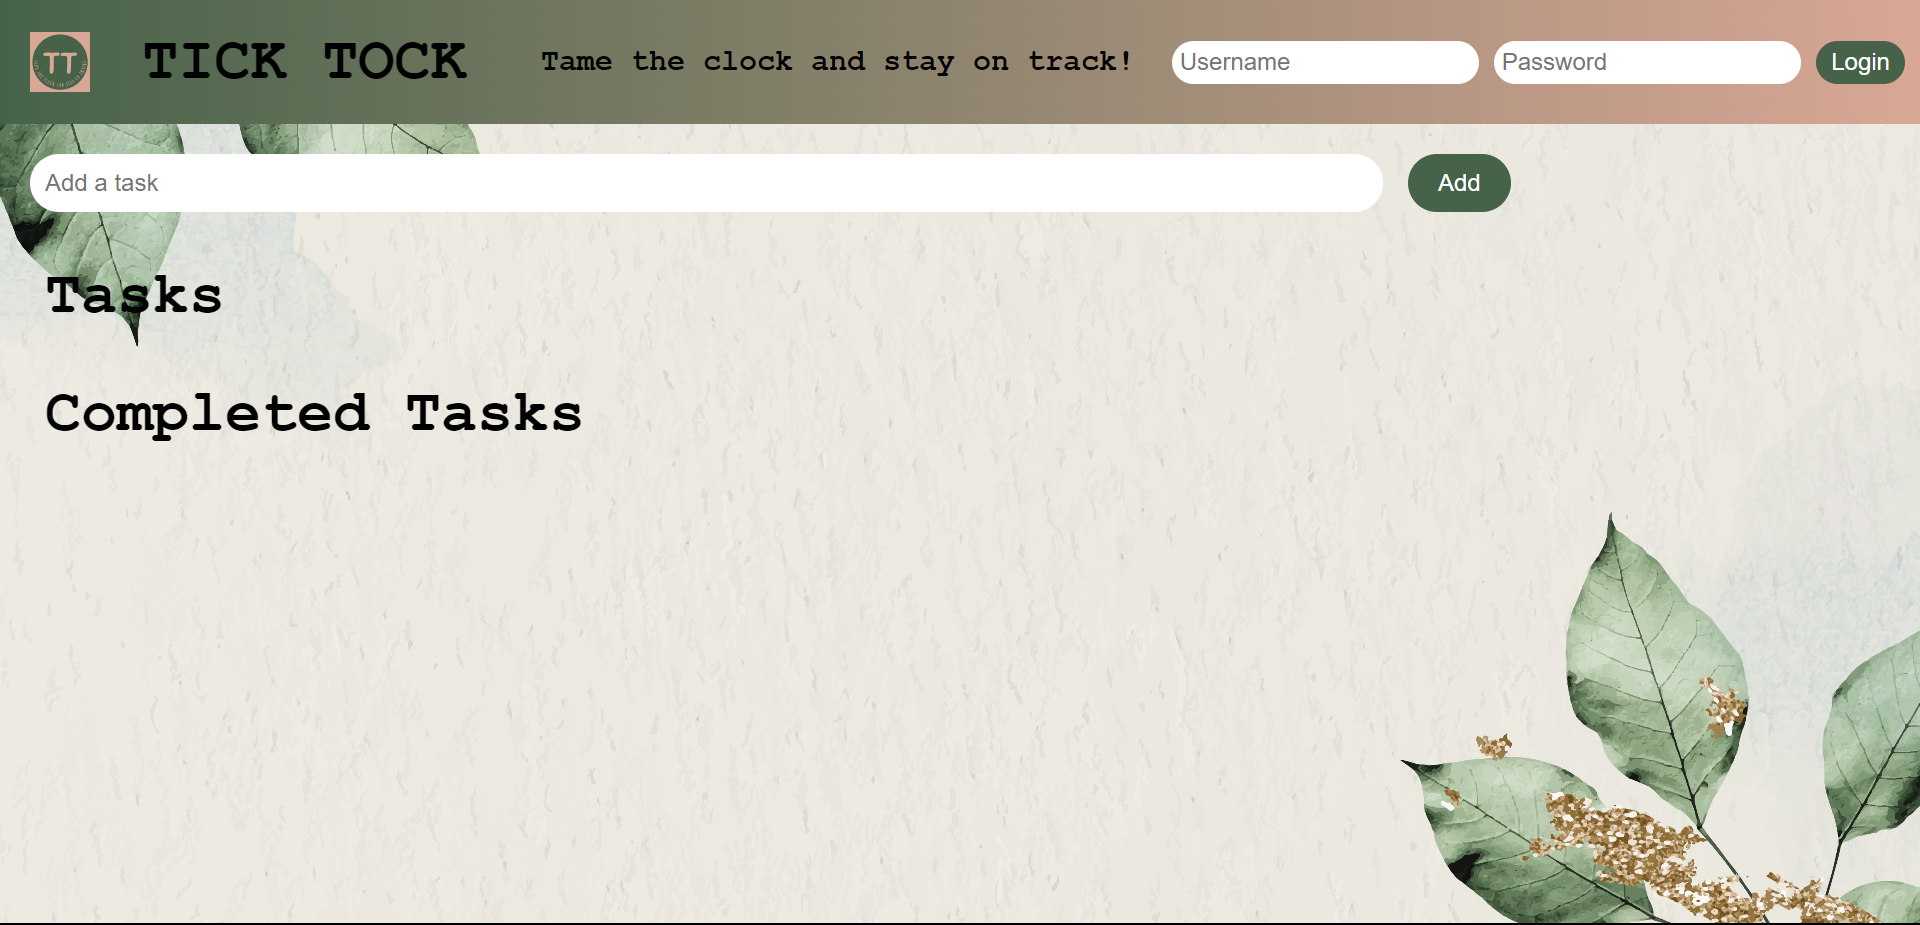 TT
TICK TOCK
Tame the clock and stay on track!
Username
Password
Login
Add a task
Add
Tasks
Completed Tasks